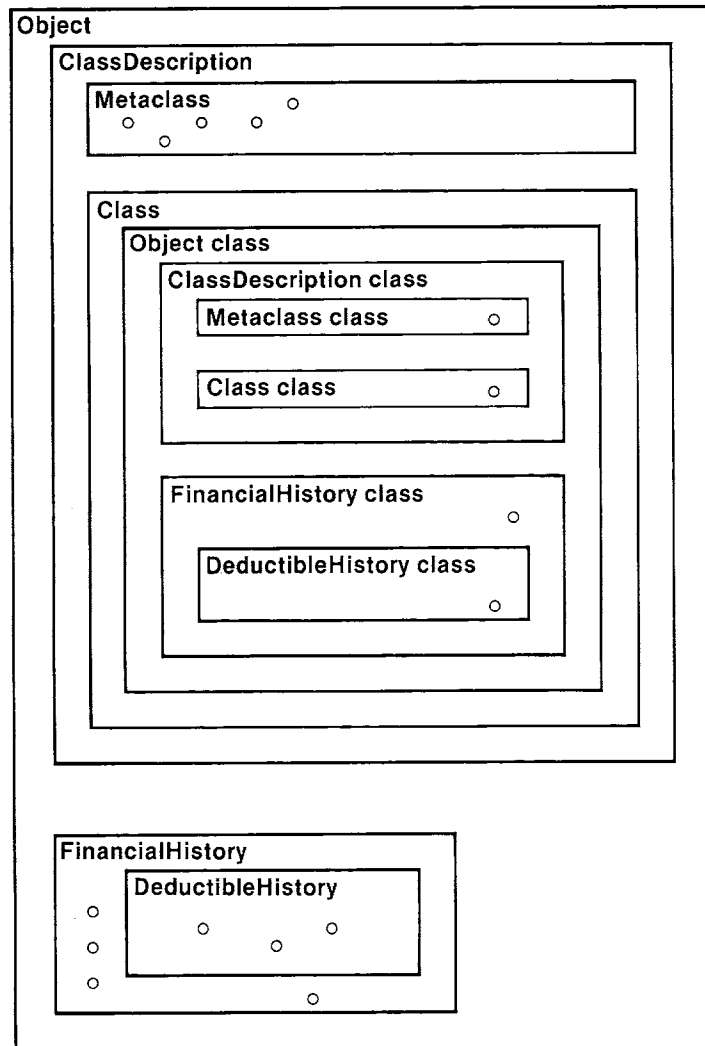 Object
ClassDescription
Metaclass
Class
Object class
ClassDescription class
Metaclass class
Class class
FinancialHistory class
DeductibleHistory class
FinancialHistory
DeductibleHistory